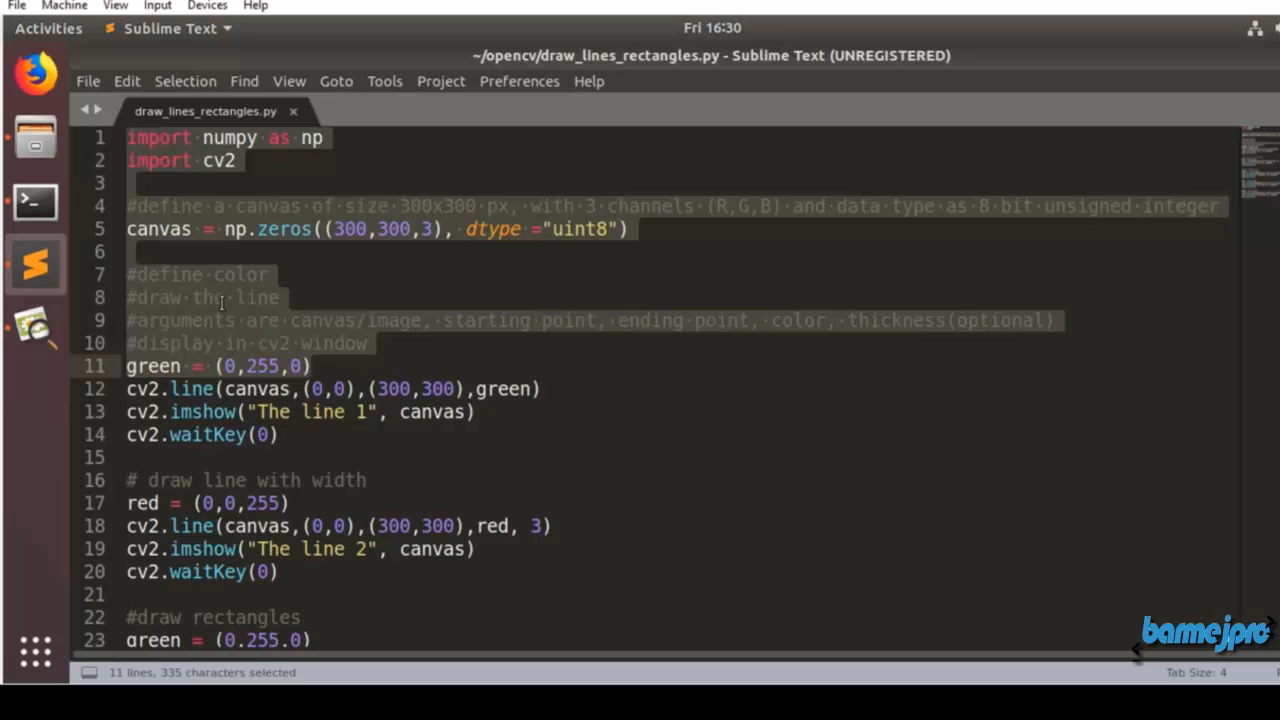 File Machine View Input Devices Help
Activities Sublime Text Fri 16:30
~/opencv/draw_lines_rectangles.py - Sublime Text (UNREGISTERED)
File Edit Selection Find View Goto Tools Project Preferences Help
draw_lines_rectangles.py ×
1 import numpy as np
2 import cv2
3
4 #define a canvas of size 300x300 px, with 3 channels (R,G,B) and data type as 8 bit unsigned integer
5 canvas = np.zeros((300,300,3), dtype ="uint8")
6
7 #define color
8 #draw the line
9 #arguments are canvas/image, starting point, ending point, color, thickness(optional)
10 #display in cv2 window
11 green = (0,255,0)
12 cv2.line(canvas,(0,0),(300,300),green)
13 cv2.imshow("The line 1", canvas)
14 cv2.waitKey(0)
15
16 # draw line with width
17 red = (0,0,255)
18 cv2.line(canvas,(0,0),(300,300),red, 3)
19 cv2.imshow("The line 2", canvas)
20 cv2.waitKey(0)
21
22 #draw rectangles
23 green = (0,255,0)
barmejpro
11 lines, 335 characters selected Tab Size: 4